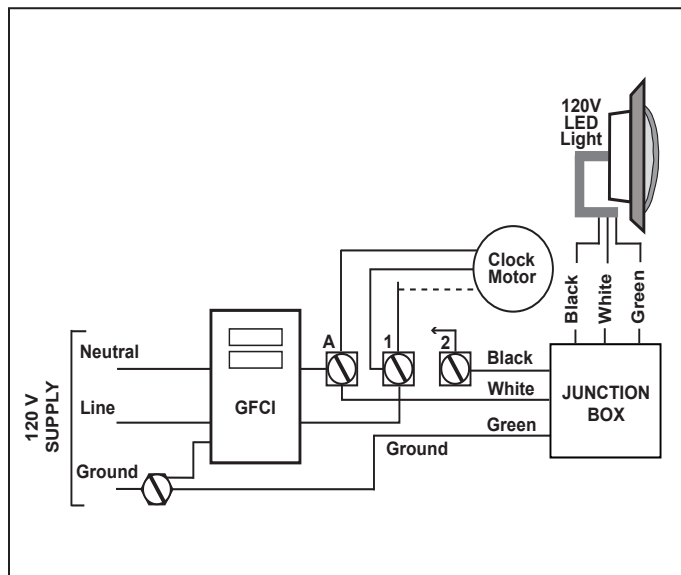 120V
LED
Light
Clock
Motor
Black
White
Green
A
1
2
Neutral
Line
Ground
120 V
SUPPLY
GFCI
Black
White
Green
Ground
JUNCTION
BOX